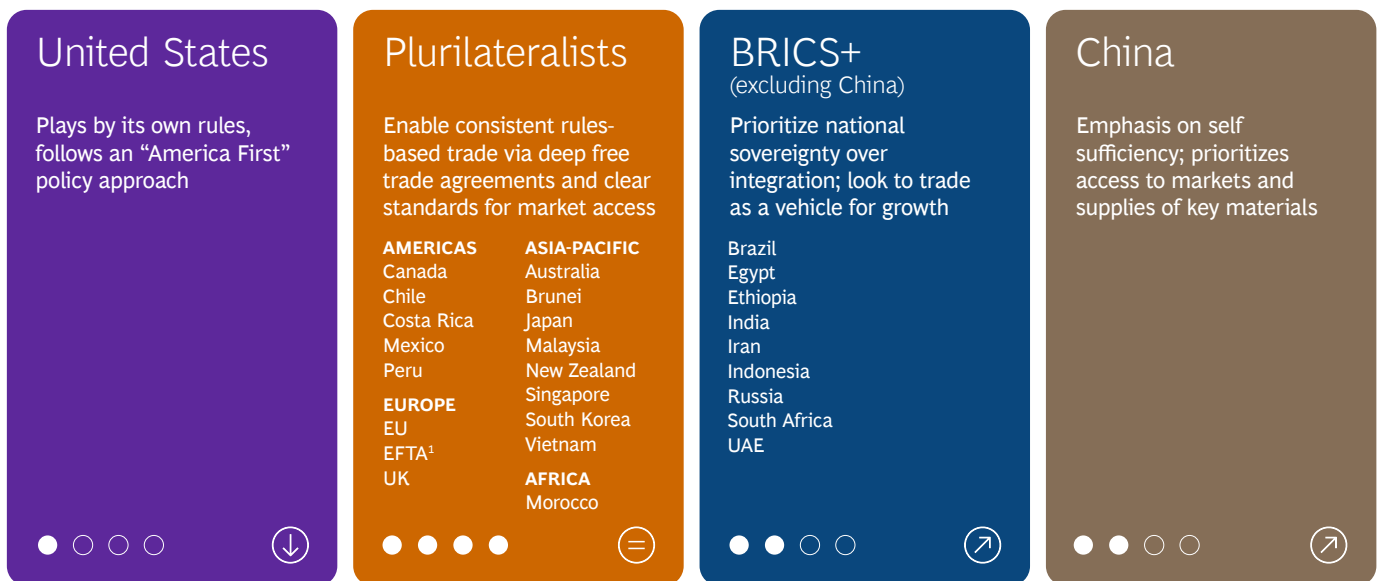 United States
Plays by its own rules,
follows an “America First”
policy approach
Plurilateralists
Enable consistent rules-
based trade via deep free
trade agreements and clear
standards for market access
AMERICAS
Canada
Chile
Costa Rica
Mexico
Peru
EUROPE
EU
EFTA¹
UK
ASIA-PACIFIC
Australia
Brunei
Japan
Malaysia
New Zealand
Singapore
South Korea
Vietnam
AFRICA
Morocco
BRICS+
(excluding China)
Prioritize national
sovereignty over
integration; look to trade
as a vehicle for growth
Brazil
Egypt
Ethiopia
India
Iran
Indonesia
Russia
South Africa
UAE
China
Emphasis on self
sufficiency; prioritizes
access to markets and
supplies of key materials